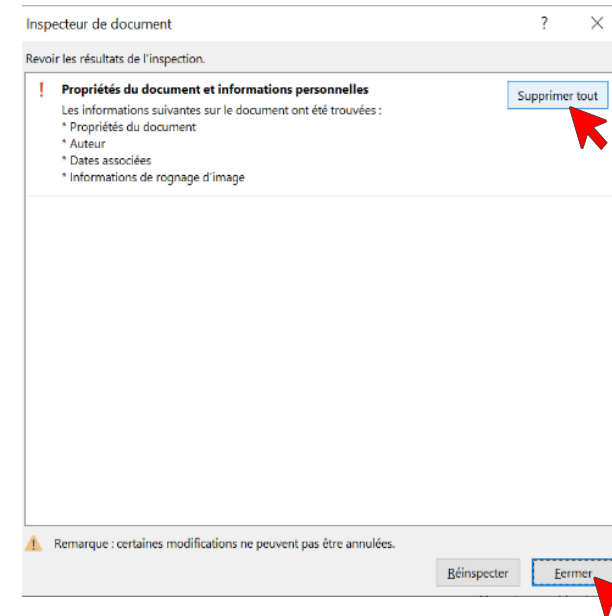 Inspecteur de document
?
Revoir les résultats de l'inspection.
! Propriétés du document et informations personnelles
Supprimer tout
Les informations suivantes sur le document ont été trouvées :
* Propriétés du document
* Auteur
* Dates associées
* Informations de rognage d'image
Remarque : certaines modifications ne peuvent pas être annulées.
Réinspecter
Fermer